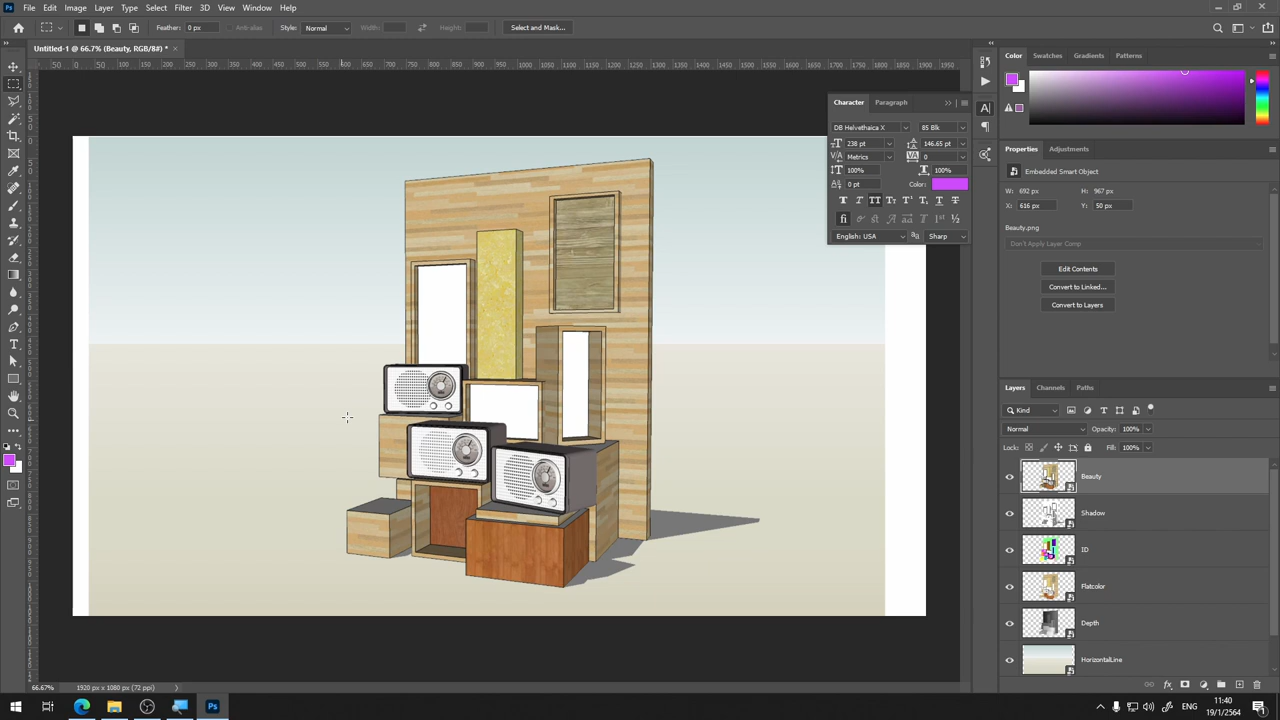 File Edit Image Layer Type Select Filter 3D View Window Help
Feather: 0 px Anti-alias Style: Normal Width: Height: Select and Mask...
Untitled-1 @ 66.7% (Beauty, RGB/8#) *
Color Swatches Gradients Patterns
Character Paragraph
DB Helvethaica X 85 Blk
238 pt 146.65 pt
Metrics 0
100% 100%
0 pt Color:
English: USA Sharp
Properties Adjustments
Embedded Smart Object
W: 692 px H: 967 px
X: 616 px Y: 50 px
Beauty.png
Don't Apply Layer Comp
Edit Contents
Convert to Linked...
Convert to Layers
Layers Channels Paths
Kind
Normal Opacity: 100%
Lock: Fill: 100%
Beauty
Shadow
ID
Flatcolor
Depth
HorizontalLine
66.67% 1920 px x 1080 px (72 ppi)
ENG 11:40
19/1/2564